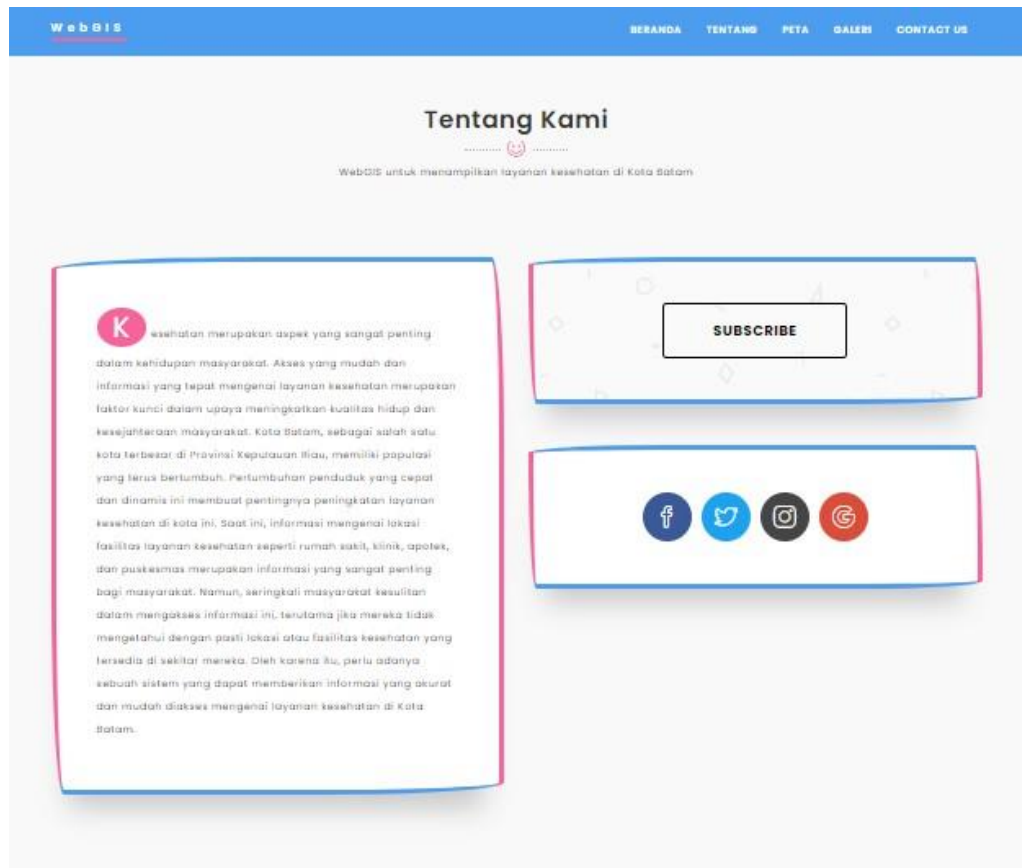 WebGIS
BERANDA TENTANG PETA GALERI CONTACT US
Tentang Kami
WebGIS untuk menampilkan layanan kesehatan di Kota Batam
Kesehatan merupakan aspek yang sangat penting
dalam kehidupan masyarakat. Akses yang mudah dan
informasi yang tepat mengenai layanan kesehatan merupakan
faktor kunci dalam upaya meningkatkan kualitas hidup dan
kesejahteraan masyarakat. Kota Batam, sebagai salah satu
kota terbesar di Provinsi Kepulauan Riau, memiliki populasi
yang terus bertumbuh. Pertumbuhan penduduk yang cepat
dan dinamis ini membuat pentingnya peningkatan layanan
kesehatan di kota ini. Saat ini, informasi mengenai lokasi
fasilitas layanan kesehatan seperti rumah sakit, klinik, apotek,
dan puskesmas merupakan informasi yang sangat penting
bagi masyarakat. Namun, seringkali masyarakat kesulitan
dalam mengakses informasi ini, terutama jika mereka tidak
mengetahui dengan pasti lokasi atau fasilitas kesehatan yang
tersedia di sekitar mereka. Oleh karena itu, perlu adanya
sebuah sistem yang dapat memberikan informasi yang akurat
dan mudah diakses mengenai layanan kesehatan di Kota
Batam.
SUBSCRIBE